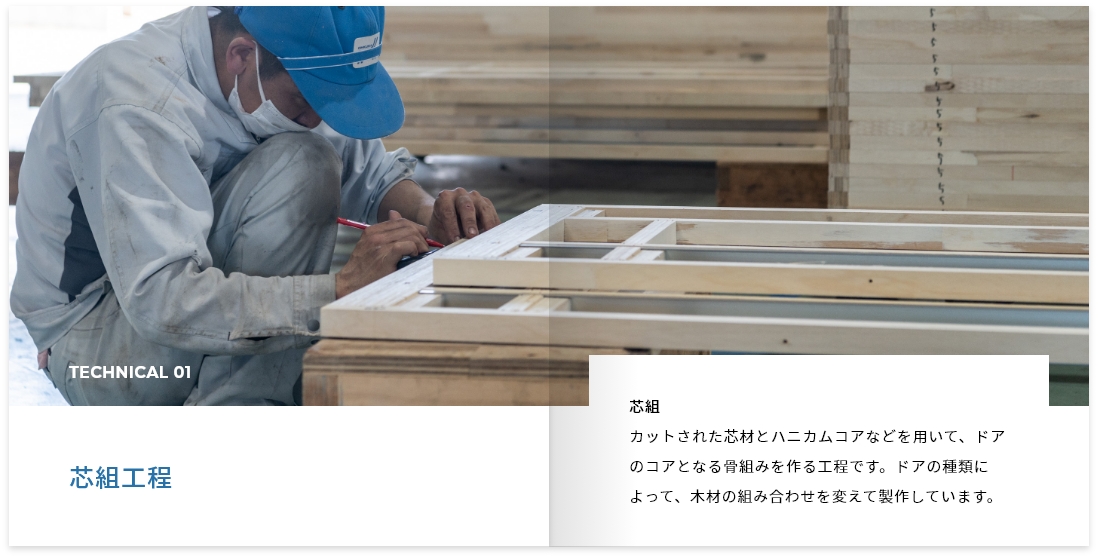 TECHNICAL 01
芯組工程
芯組
カットされた芯材とハニカムコアなどを用いて、ドア
のコアとなる骨組みを作る工程です。ドアの種類に
よって、木材の組み合わせを変えて製作しています。